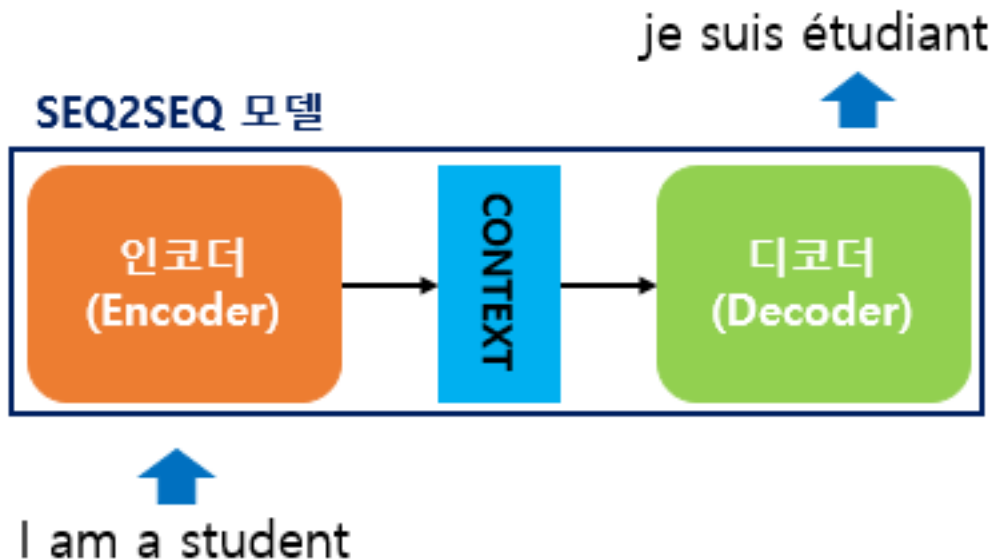 je suis étudiant
SEQ2SEQ 모델
인코더
(Encoder)
CONTEXT
디코더
(Decoder)
I am a student